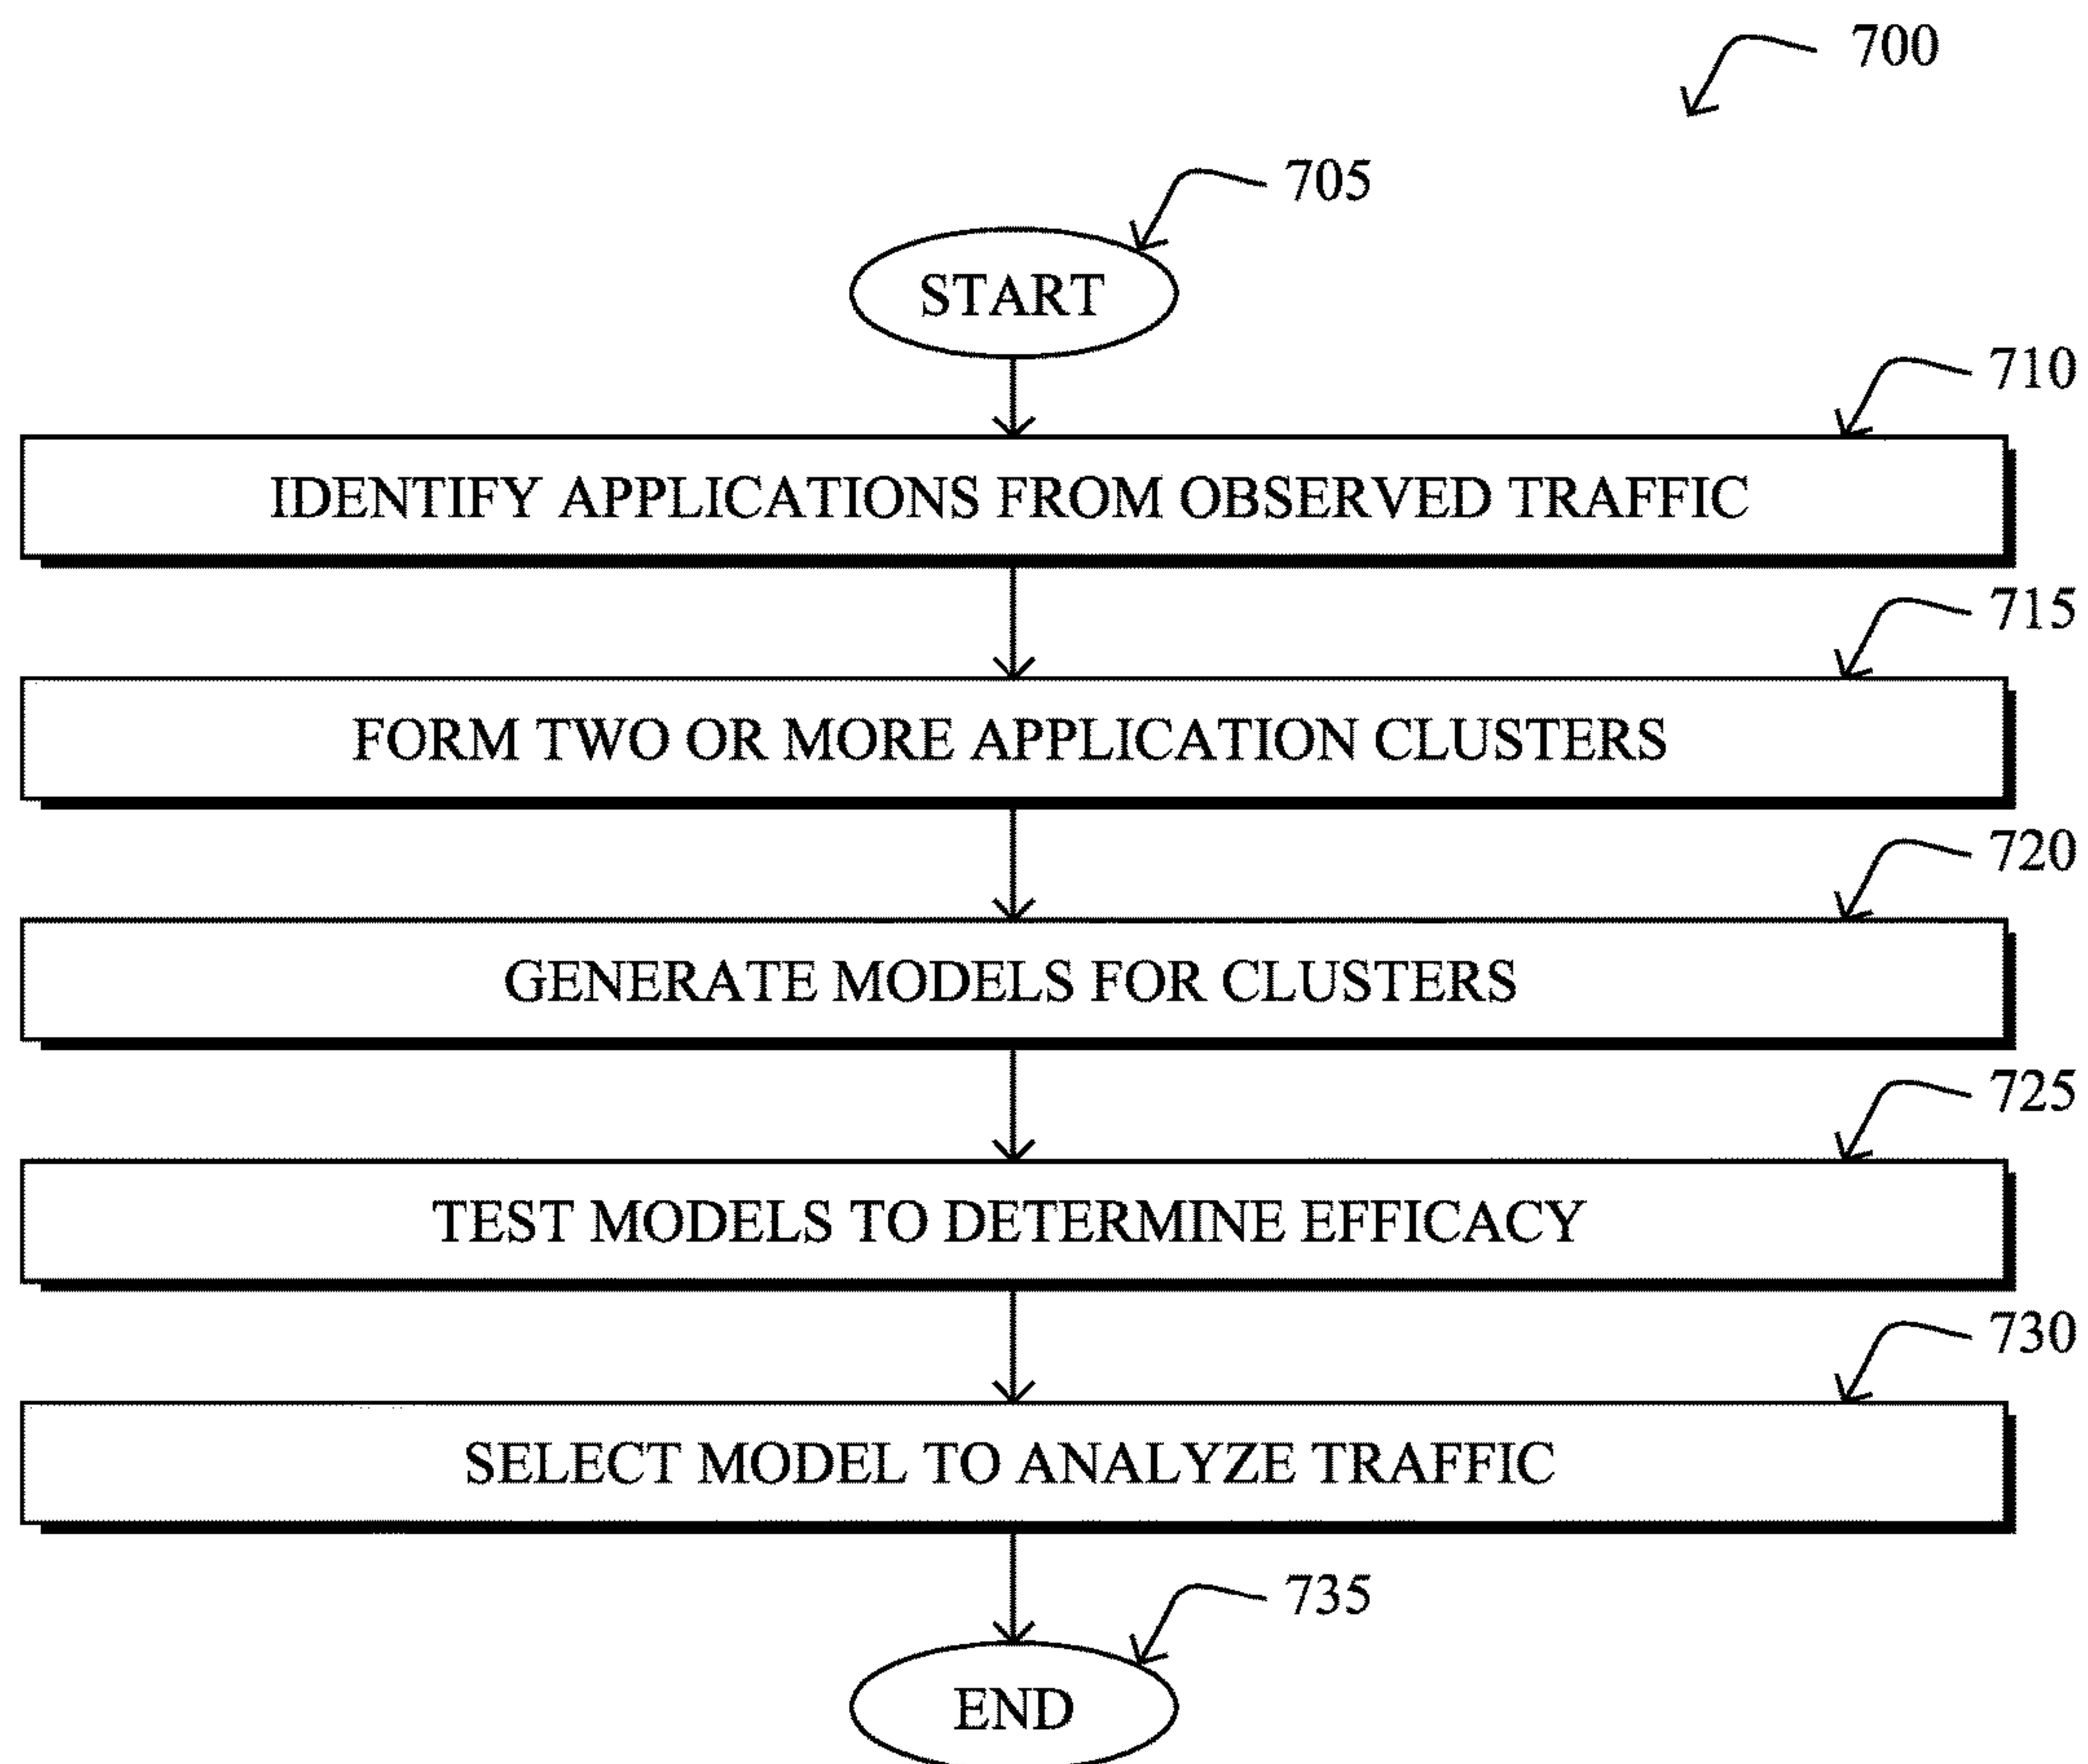 700
705
START
710
IDENTIFY APPLICATIONS FROM OBSERVED TRAFFIC
715
FORM TWO OR MORE APPLICATION CLUSTERS
720
GENERATE MODELS FOR CLUSTERS
725
TEST MODELS TO DETERMINE EFFICACY
730
SELECT MODEL TO ANALYZE TRAFFIC
735
END